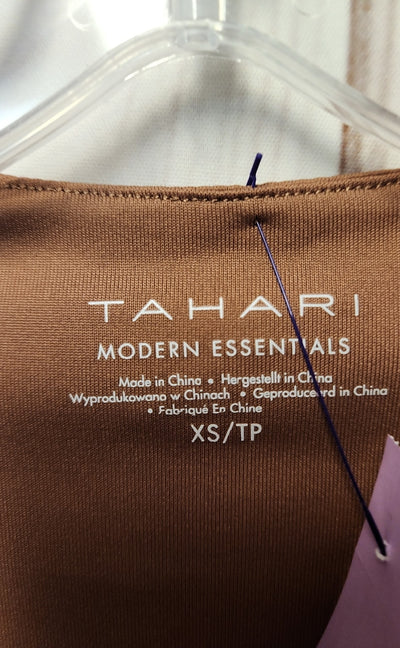 TAHARI
MODERN ESSENTIALS
Made in China • Hergestellt in China
Wyprodukowano w Chinach • Geproduceerd in China
• Fabriqué En Chine
XS/TP